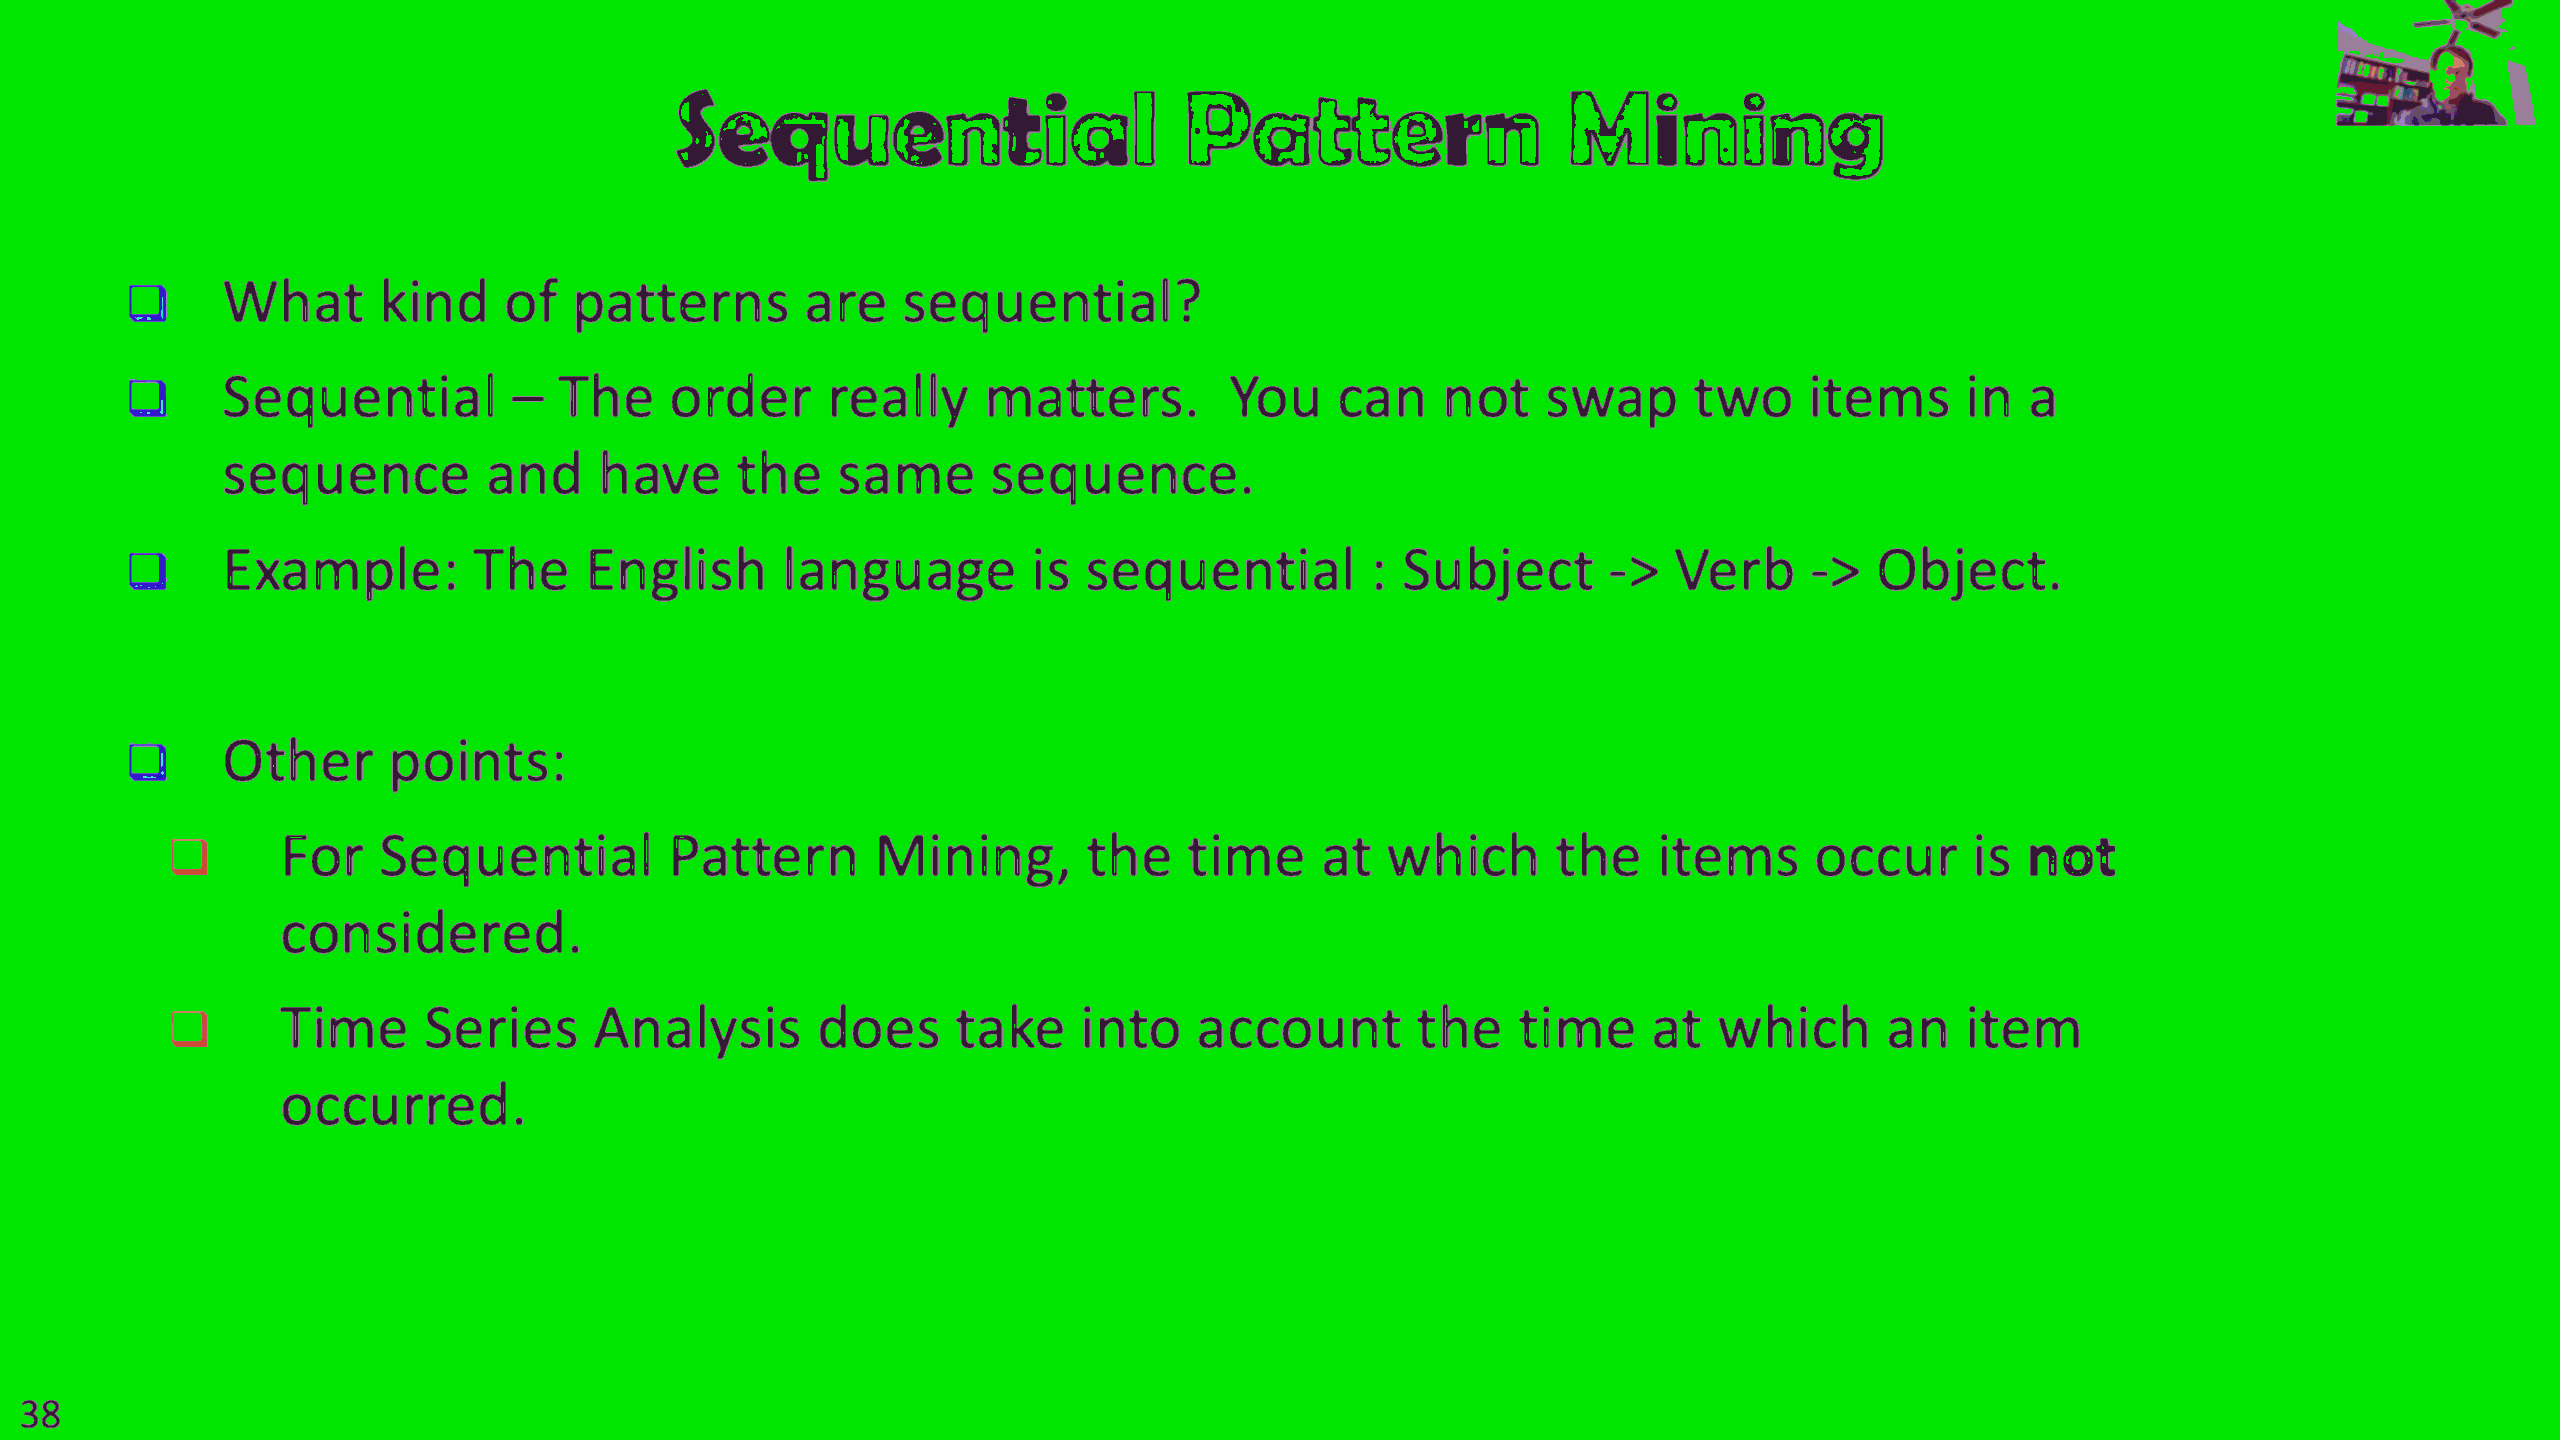 Sequential Pattern Mining
What kind of patterns are sequential?
Sequential – The order really matters.  You can not swap two items in a
sequence and have the same sequence.
Example: The English language is sequential : Subject -> Verb -> Object.
Other points:
For Sequential Pattern Mining, the time at which the items occur is not
considered.
Time Series Analysis does take into account the time at which an item
occurred.
38